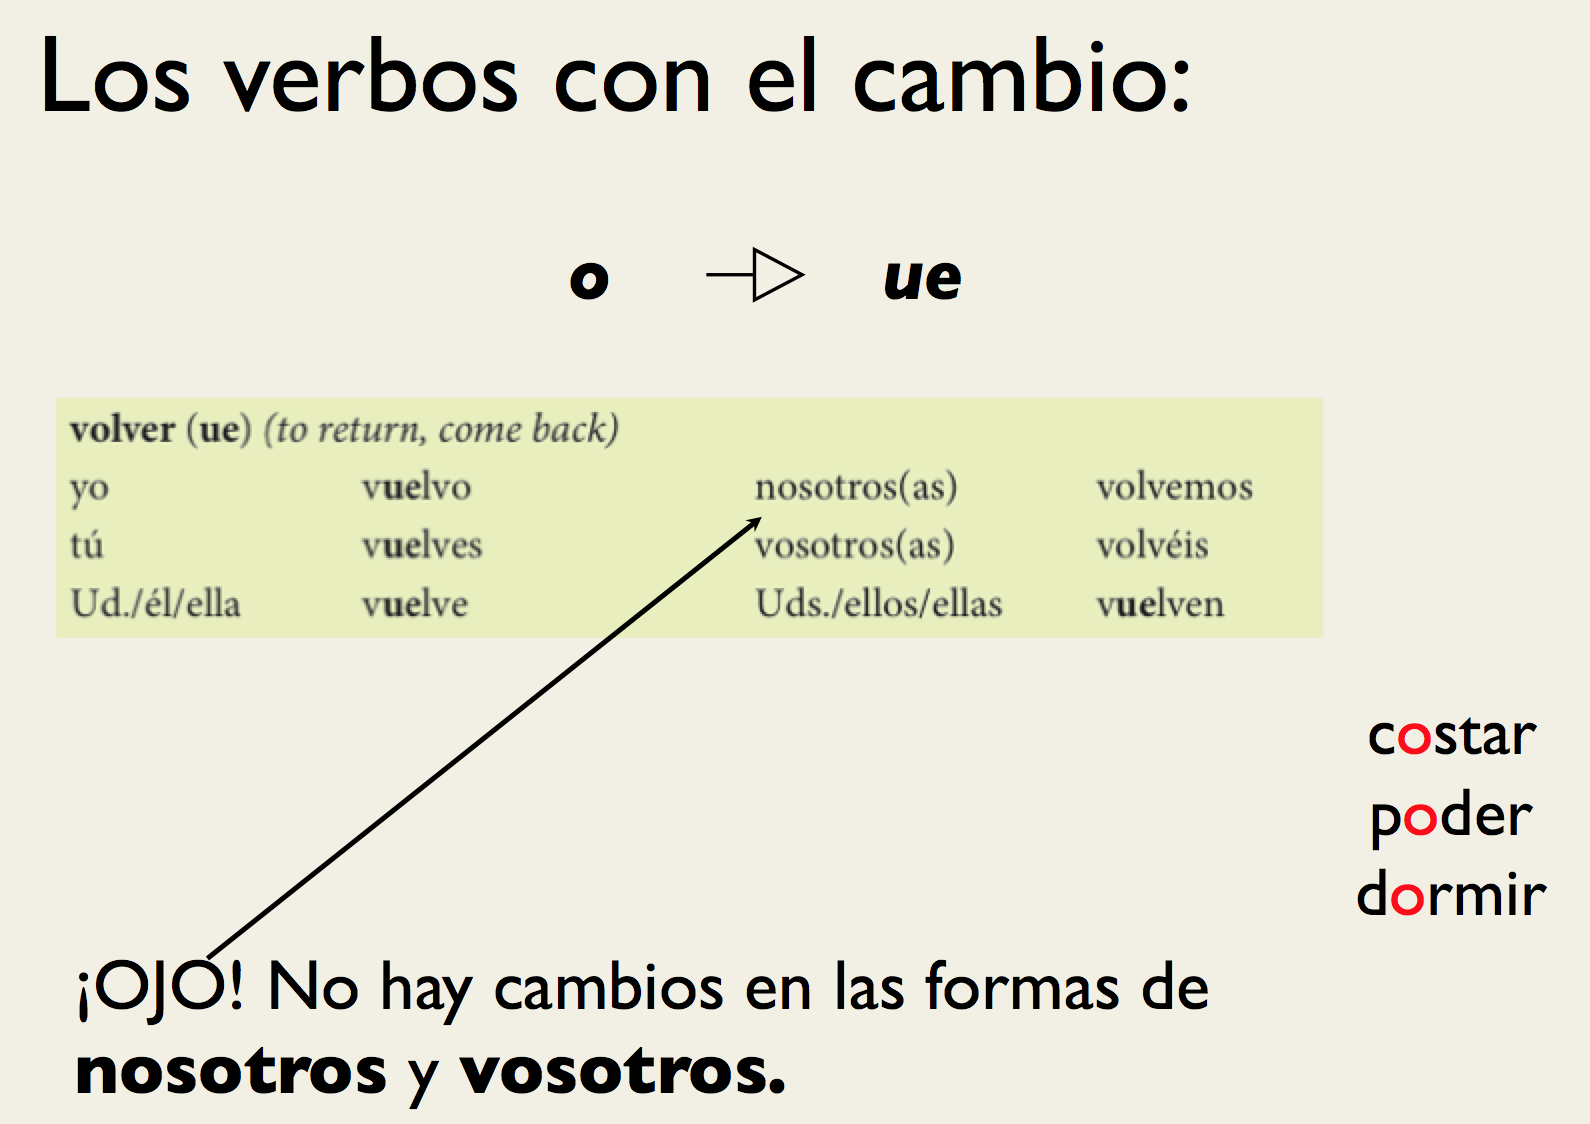 Los verbos con el cambio:
o ue
volver (ue) (to return, come back)
yo vuelvo nosotros(as) volvemos
tú vuelves vosotros(as) volvéis
Ud./él/ella vuelve Uds./ellos/ellas vuelven
costar
poder
dormir
¡OJO! No hay cambios en las formas de
nosotros y vosotros.